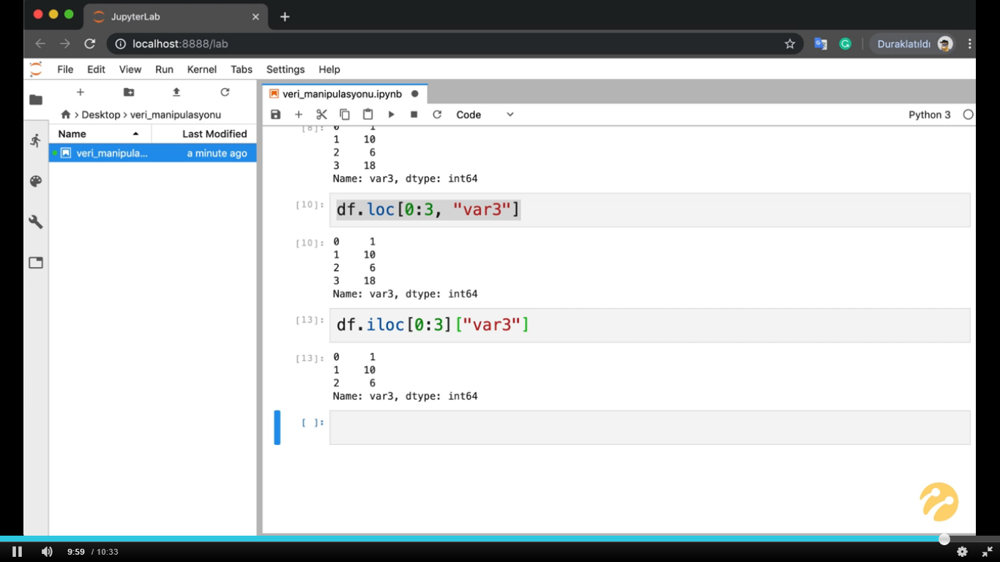 JupyterLab
localhost:8888/lab
Duraklatıldı
File Edit View Run Kernel Tabs Settings Help
veri_manipulasyonu.ipynb
Desktop > veri_manipulasyonu
Code
Python 3
Name Last Modified
veri_manipula... a minute ago
[8]: 0 1
1 10
2 6
3 18
Name: var3, dtype: int64
[10]: df.loc[0:3, "var3"]
[10]: 0 1
1 10
2 6
3 18
Name: var3, dtype: int64
[13]: df.iloc[0:3]["var3"]
[13]: 0 1
1 10
2 6
Name: var3, dtype: int64
[ ]:
9:59 / 10:33